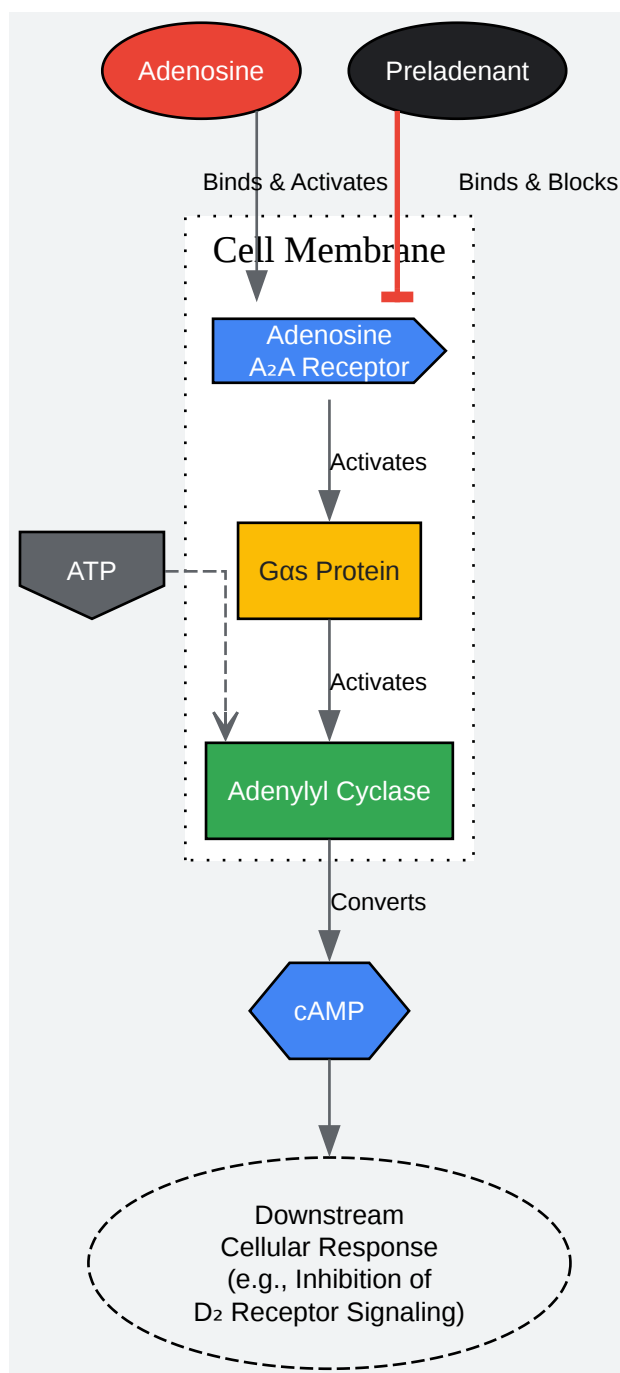 Adenosine
Preladenant
Binds & Activates
Binds & Blocks
Cell Membrane
Adenosine
A₂A Receptor
Activates
ATP
Gαs Protein
Activates
Adenylyl Cyclase
Converts
cAMP
Downstream
Cellular Response
(e.g., Inhibition of
D₂ Receptor Signaling)